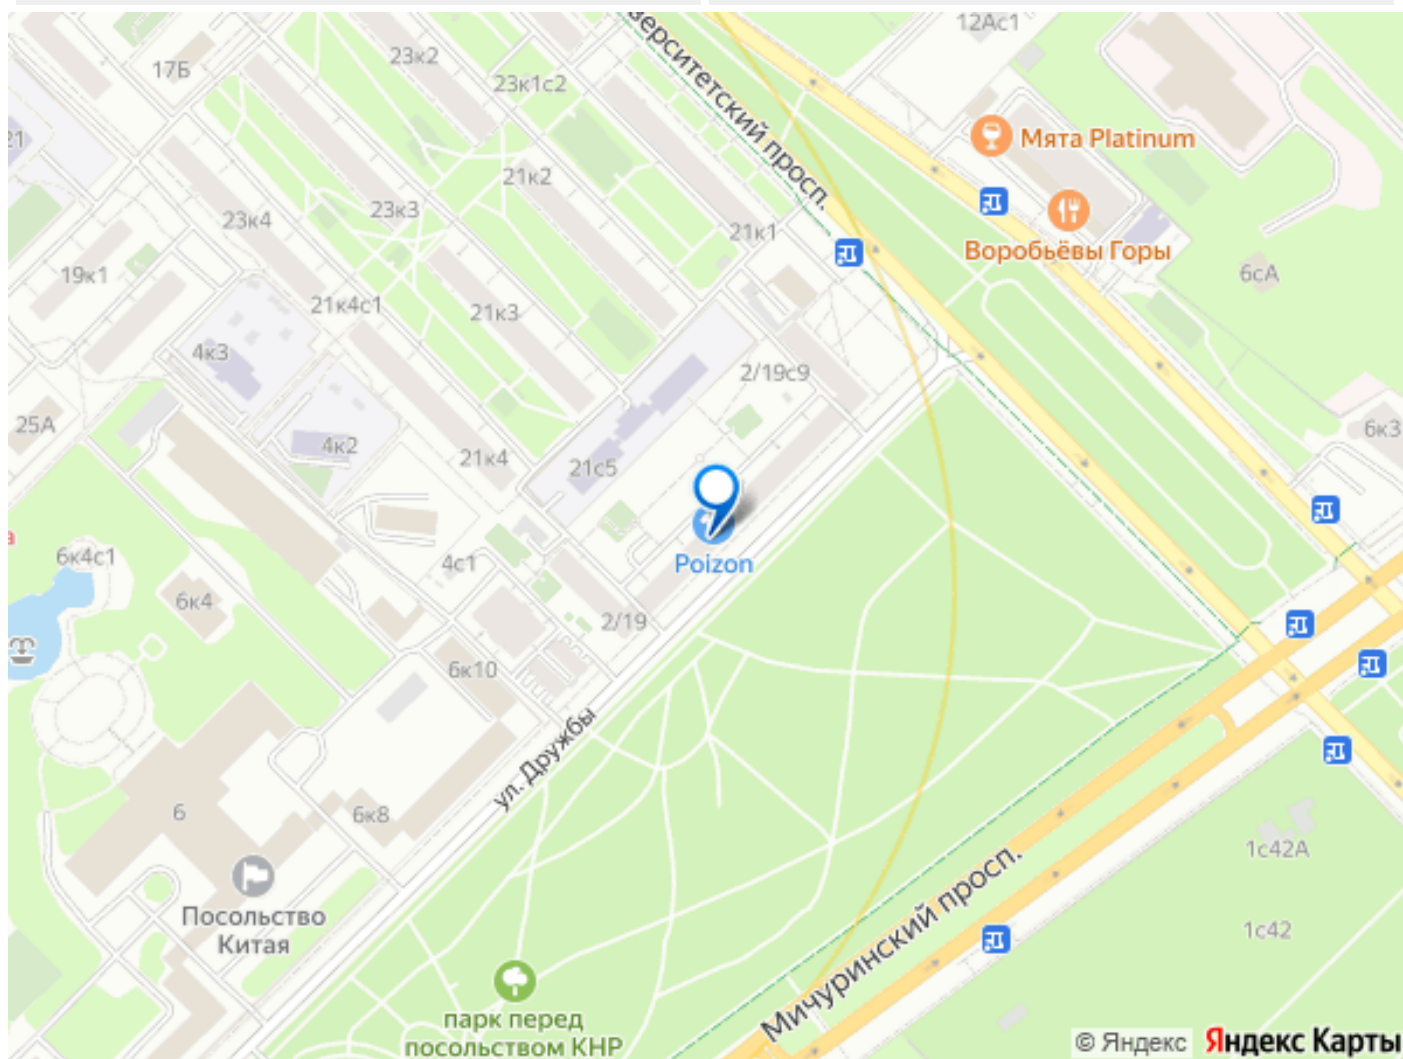 12Ас1
23к2
17Б
23к1с2
верситетский просп.
21
Мята Platinum
21к2
23к3
23к4
21к1
Воробьёвы Горы
6сА
19к1
21к4с1
21к3
4к3
2/19с9
25А
6к3
4к2
21к4
21с5
а
6к4с1
4с1
Poizon
6к4
2/19
6к10
ул. Дружбы
6
6к8
1с42А
Мичуринский просп.
Посольство
Китая
1с42
парк перед
посольством КНР
© Яндекс Яндекс Карты